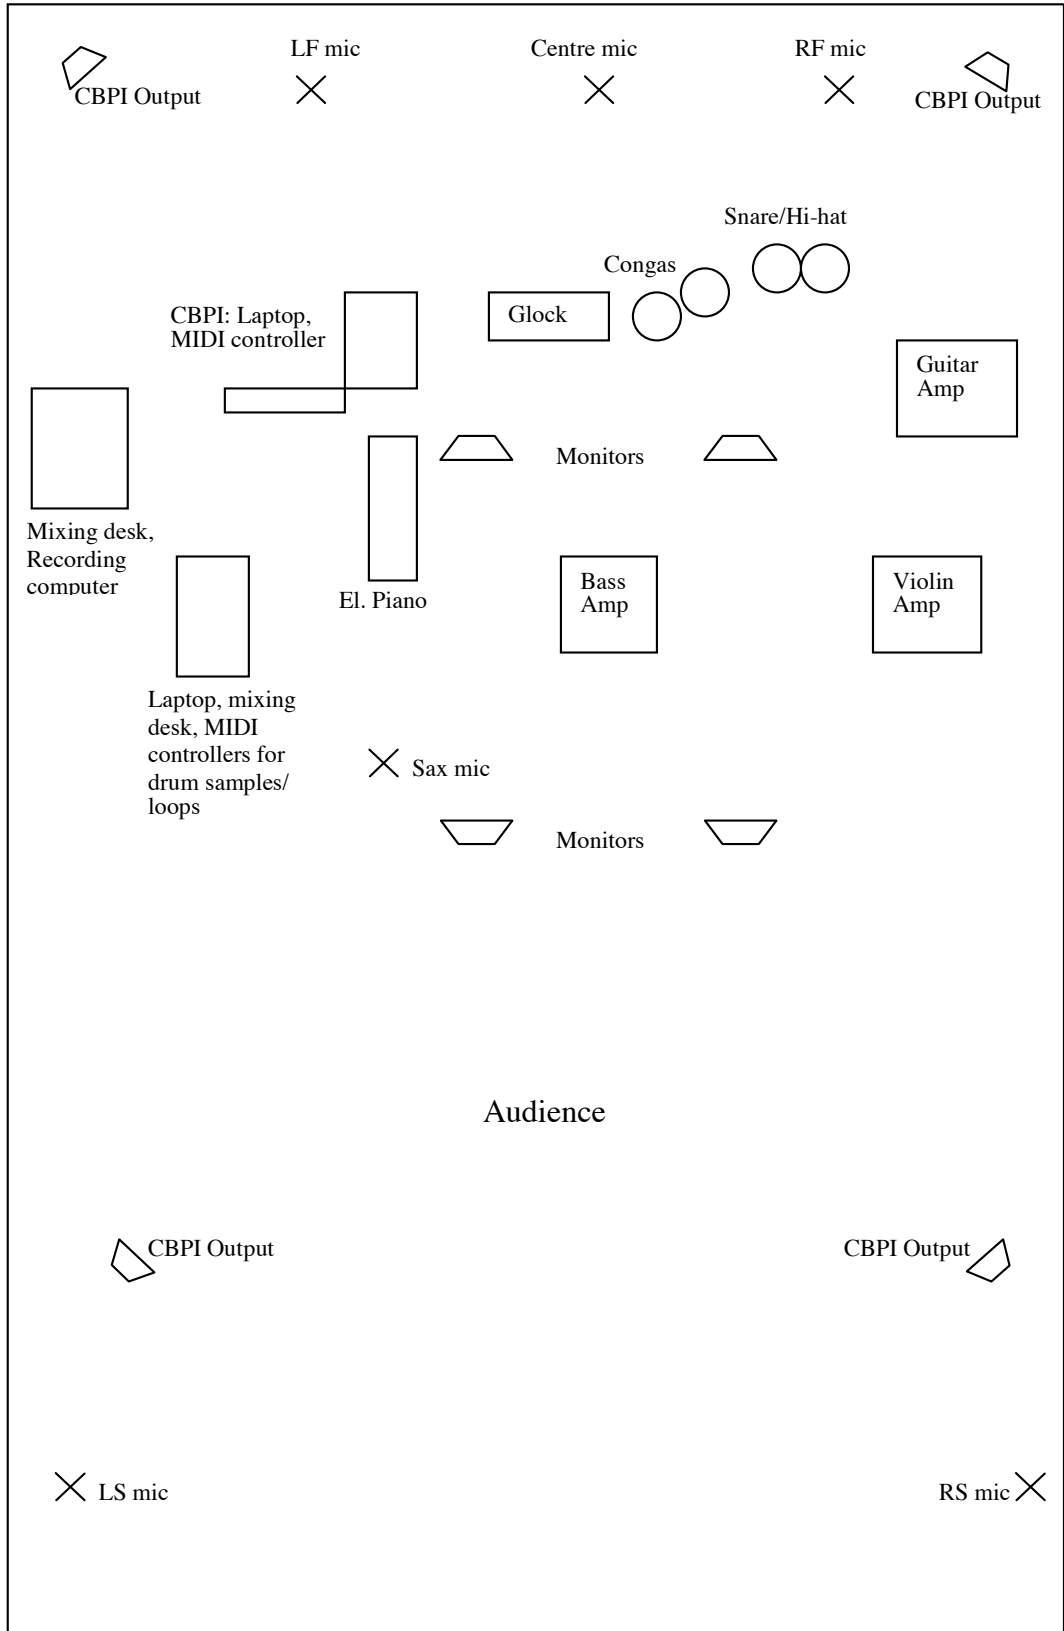 LF mic
Centre mic
RF mic
CBPI Output
CBPI Output
Snare/Hi-hat
Congas
CBPI: Laptop,
MIDI controller
Glock
Guitar
Amp
Monitors
Mixing desk,
Recording
computer
El. Piano
Bass
Amp
Violin
Amp
Laptop, mixing
desk, MIDI
controllers for
drum samples/
loops
Sax mic
Monitors
Audience
CBPI Output
CBPI Output
LS mic
RS mic